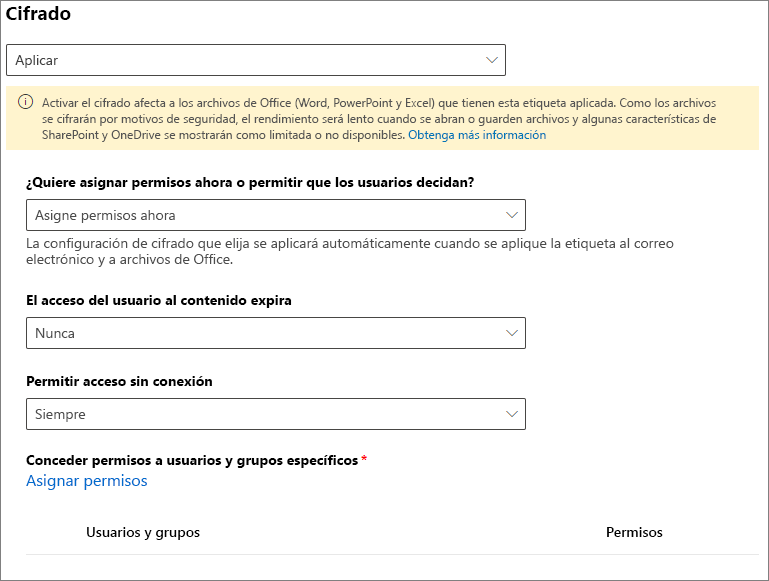 Cifrado
Aplicar
Activar el cifrado afecta a los archivos de Office (Word, PowerPoint y Excel) que tienen esta etiqueta aplicada. Como los archivos
se cifrarán por motivos de seguridad, el rendimiento será lento cuando se abran o guarden archivos y algunas características de
SharePoint y OneDrive se mostrarán como limitada o no disponibles. Obtenga más información
¿Quiere asignar permisos ahora o permitir que los usuarios decidan?
Asigne permisos ahora
La configuración de cifrado que elija se aplicará automáticamente cuando se aplique la etiqueta al correo
electrónico y a archivos de Office.
El acceso del usuario al contenido expira
Nunca
Permitir acceso sin conexión
Siempre
Conceder permisos a usuarios y grupos específicos *
Asignar permisos
Usuarios y grupos Permisos